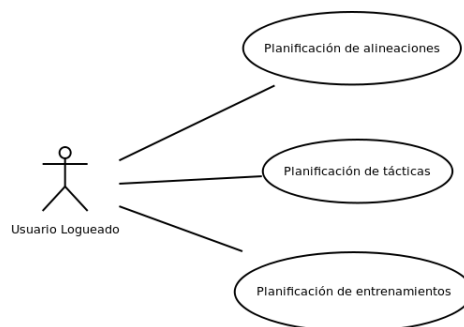 Planificación de alineaciones
Planificación de tácticas
Usuario Logueado
Planificación de entrenamientos